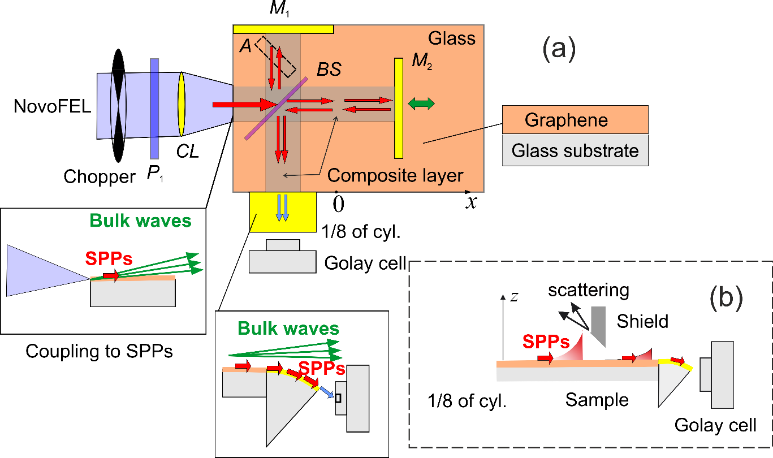 M1
Glass
(a)
A
BS
M2
NovoFEL
CL
Chopper
P1
Graphene
Glass substrate
Composite layer
0
x
1/8 of cyl.
Golay cell
Bulk waves
SPPs
Coupling to SPPs
Bulk waves
SPPs
(b)
z
scattering
Shield
SPPs
1/8 of cyl.
Sample
Golay cell